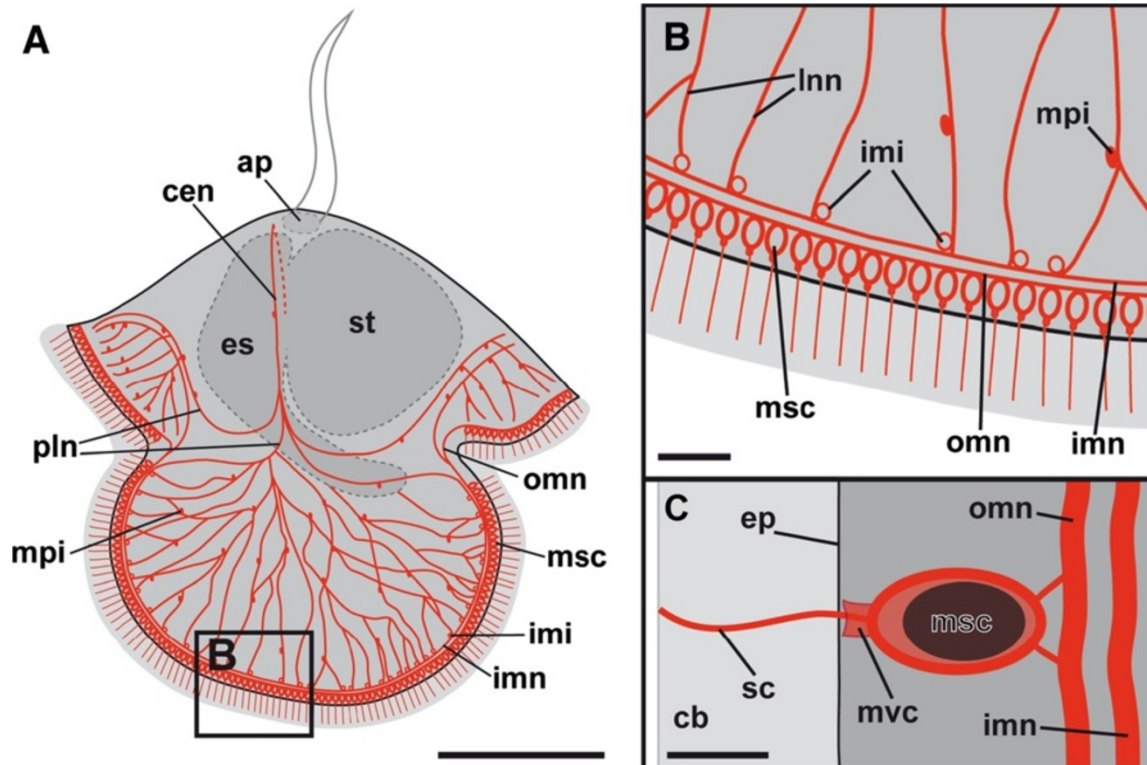 A
ap
cen
es
st
pln
omn
mpi
msc
imi
imn
B
B
lnn
mpi
imi
msc
omn
imn
C
ep
omn
msc
sc
mvc
cb
imn